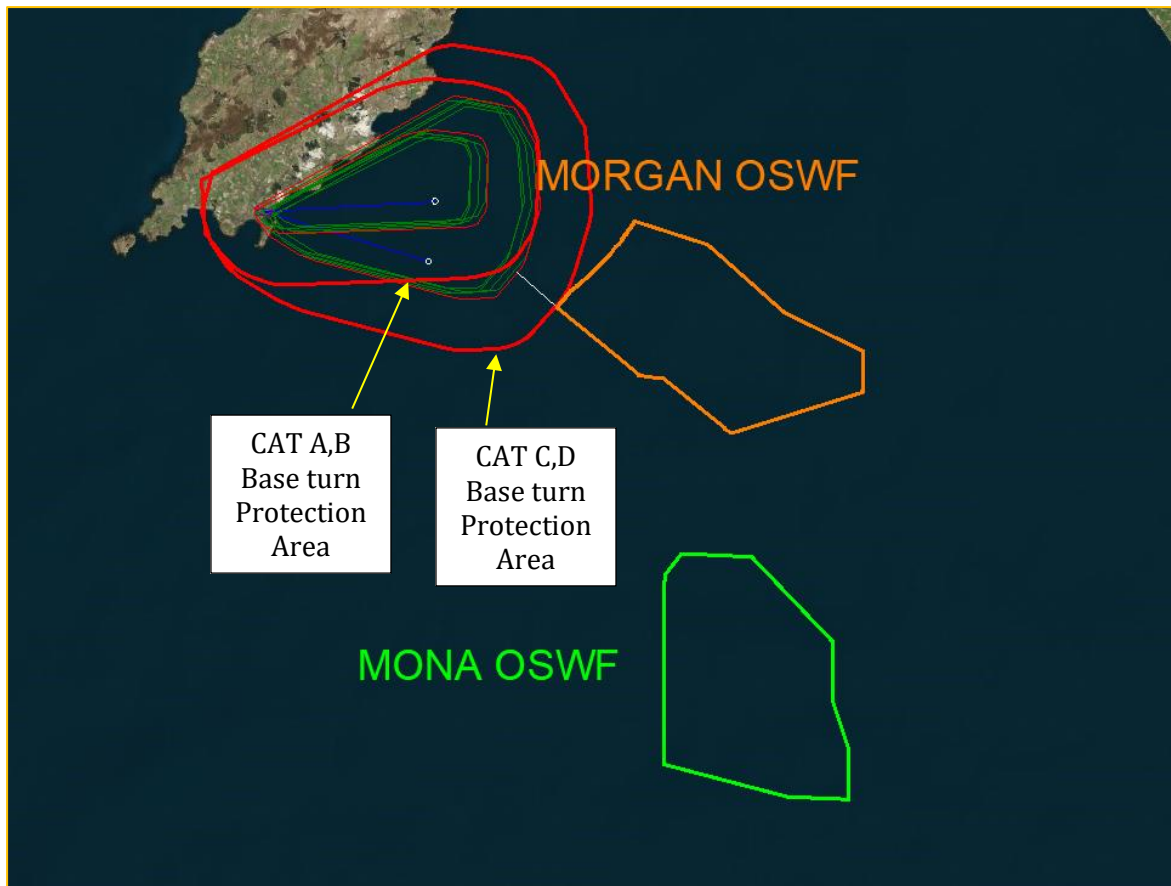 MORGAN OSWF
CAT A,B
Base turn
Protection
Area
CAT C,D
Base turn
Protection
Area
MONA OSWF